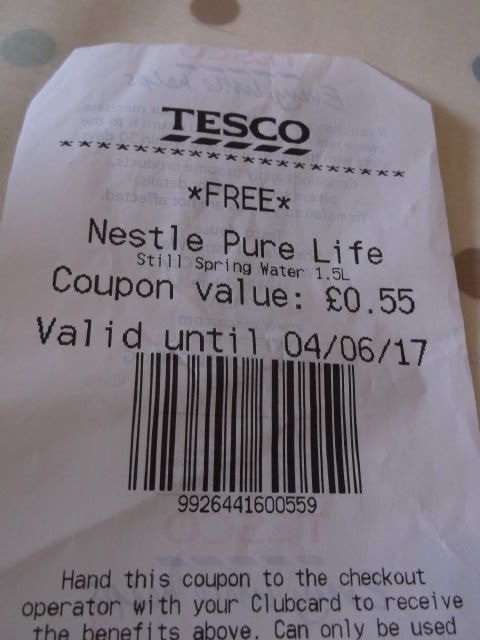 TESCO
*FREE*
Nestle Pure Life
Still Spring Water 1.5L
Coupon value: £0.55
Valid until 04/06/17
9926441600559
Hand this coupon to the checkout
operator with your Clubcard to receive
the benefits above. Can only be used